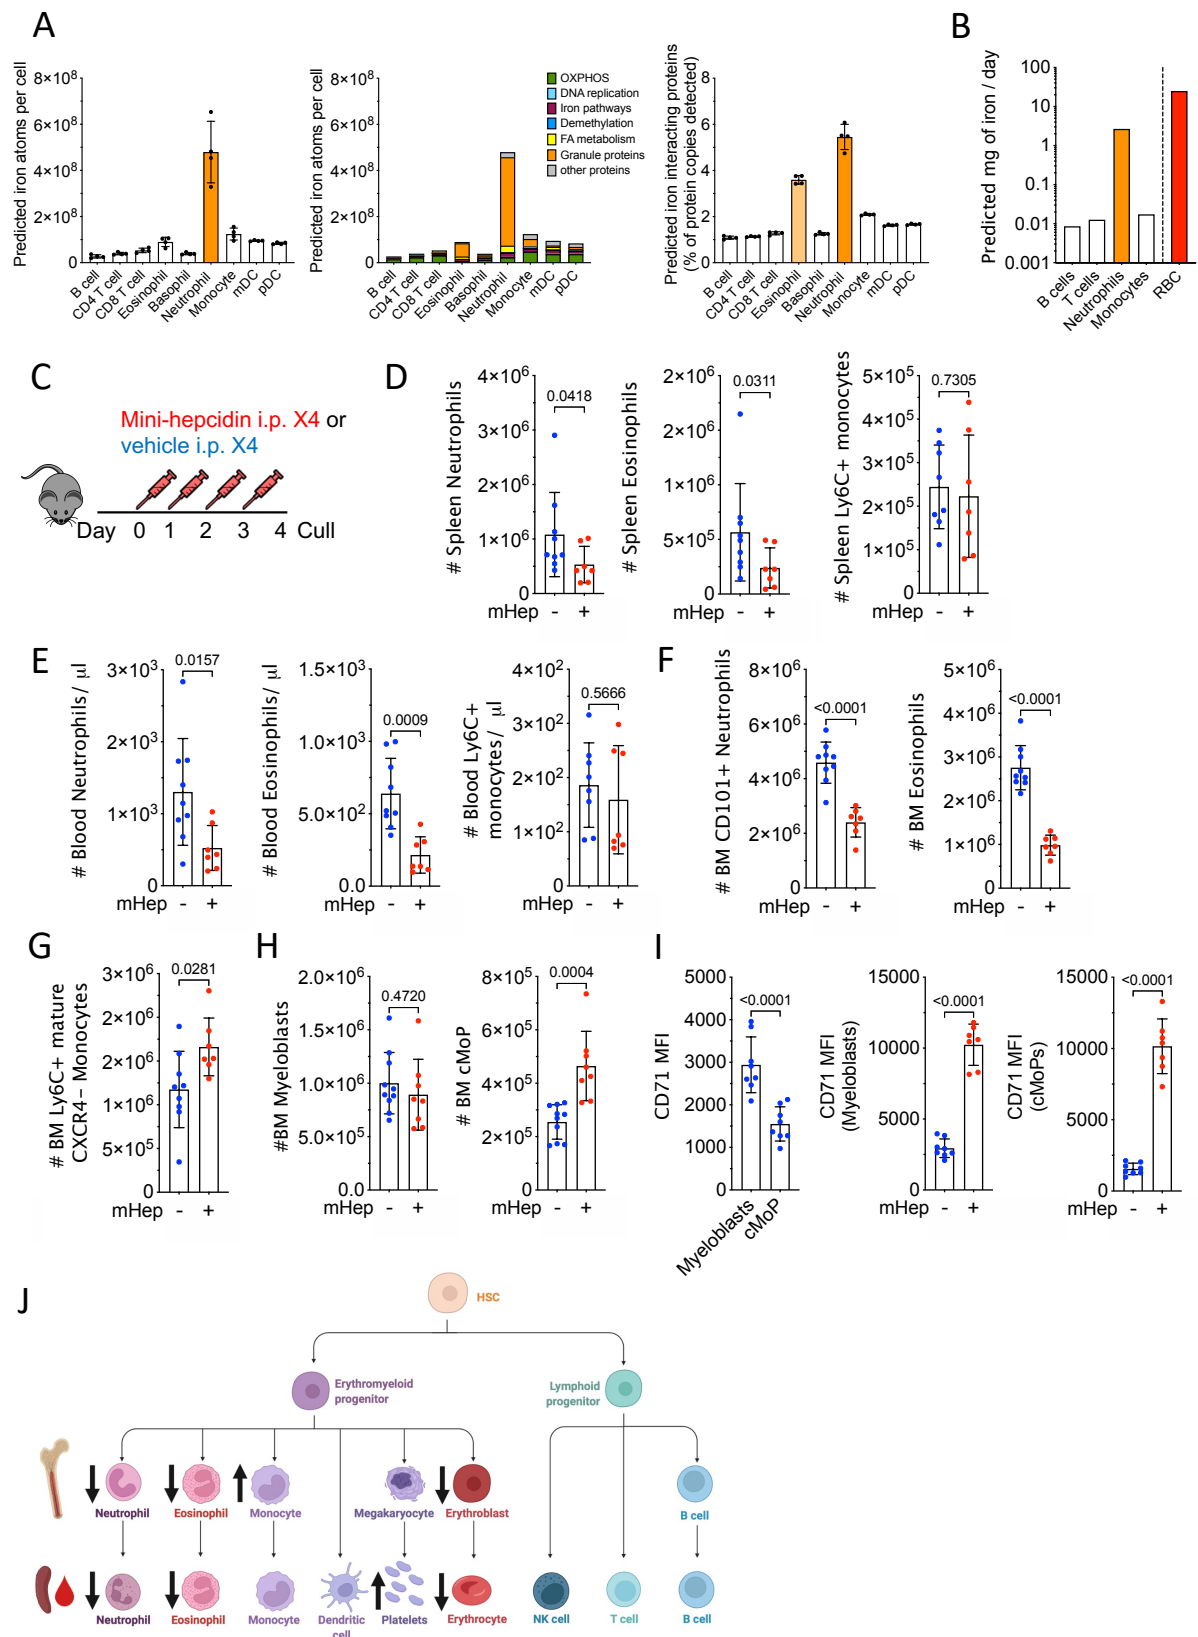 A
Predicted iron atoms per cell
8×10⁸
6×10⁸
4×10⁸
2×10⁸
0
B cell
CD4 T cell
CD8 T cell
Eosinophil
Basophil
Neutrophil
Monocyte
mDC
pDC
Predicted iron atoms per cell
8×10⁸
6×10⁸
4×10⁸
2×10⁸
0
OXPHOS
DNA replication
Iron pathways
Demethylation
FA metabolism
Granule proteins
other proteins
B cell
CD4 T cell
CD8 T cell
Eosinophil
Basophil
Neutrophil
Monocyte
mDC
pDC
Predicted iron interacting proteins
(% of protein copies detected)
8
6
4
2
0
B cell
CD4 T cell
CD8 T cell
Eosinophil
Basophil
Neutrophil
Monocyte
mDC
pDC
B
Predicted mg of iron / day
100
10
1
0.1
0.01
0.001
B cells
T cells
Neutrophils
Monocytes
RBC
C
Mini-hepcidin i.p. X4 or
vehicle i.p. X4
Day 0 1 2 3 4 Cull
D
# Spleen Neutrophils
4×10⁶
3×10⁶
2×10⁶
1×10⁶
0
0.0418
mHep - +
# Spleen Eosinophils
2×10⁶
2×10⁶
1×10⁶
5×10⁵
0
0.0311
- +
# Spleen Ly6C+ monocytes
5×10⁵
4×10⁵
3×10⁵
2×10⁵
1×10⁵
0
0.7305
mHep - +
E
# Blood Neutrophils/ µl
3×10³
2×10³
1×10³
0
0.0157
mHep - +
# Blood Eosinophils/ µl
1.5×10³
1.0×10³
5.0×10²
0.0
0.0009
mHep - +
# Blood Ly6C+
monocytes/ µl
4×10²
3×10²
2×10²
1×10²
0
0.5666
mHep - +
F
# BM CD101+ Neutrophils
8×10⁶
6×10⁶
4×10⁶
2×10⁶
0
<0.0001
mHep - +
# BM Eosinophils
5×10⁶
4×10⁶
3×10⁶
2×10⁶
1×10⁶
0
<0.0001
mHep - +
G
# BM Ly6C+ mature
CXCR4– Monocytes
3×10⁶
2×10⁶
2×10⁶
1×10⁶
5×10⁵
0
0.0281
mHep - +
H
#BM Myeloblasts
2.0×10⁶
1.5×10⁶
1.0×10⁶
5.0×10⁵
0.0
0.4720
mHep - +
# BM cMoP
8×10⁵
6×10⁵
4×10⁵
2×10⁵
0
0.0004
mHep - +
I
CD71 MFI
5000
4000
3000
2000
1000
0
<0.0001
Myeloblasts
cMoP
CD71 MFI
(Myeloblasts)
15000
10000
5000
0
<0.0001
mHep - +
CD71 MFI
(cMoPs)
15000
10000
5000
0
<0.0001
mHep - +
J
HSC
Erythromyeloid
progenitor
Lymphoid
progenitor
Neutrophil
Eosinophil
Monocyte
Megakaryocyte
Erythroblast
B cell
Neutrophil
Eosinophil
Monocyte
Dendritic
cell
Platelets
Erythrocyte
NK cell
T cell
B cell